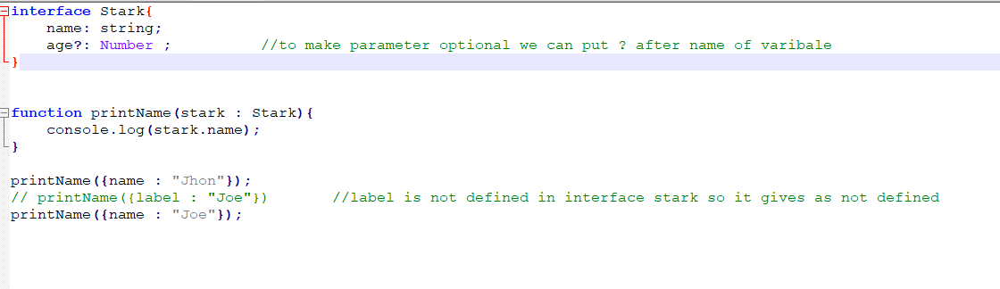 interface Stark{
    name: string;
    age?: Number ;          //to make parameter optional we can put ? after name of varibale
}
function printName(stark : Stark){
    console.log(stark.name);
}
printName({name : "Jhon"});
// printName({label : "Joe"})       //label is not defined in interface stark so it gives as not defined
printName({name : "Joe"});